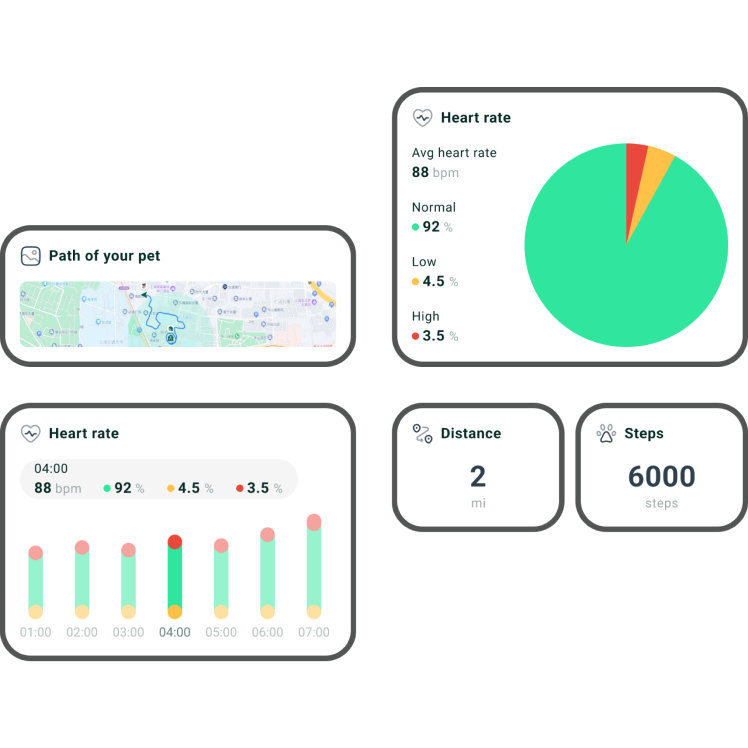 Heart rate
Avg heart rate
88 bpm
Normal
92 %
Low
4.5 %
High
3.5 %
Path of your pet
Heart rate
04:00
88 bpm 92 % 4.5 % 3.5 %
01:00 02:00 03:00 04:00 05:00 06:00 07:00
Distance
2
mi
Steps
6000
steps